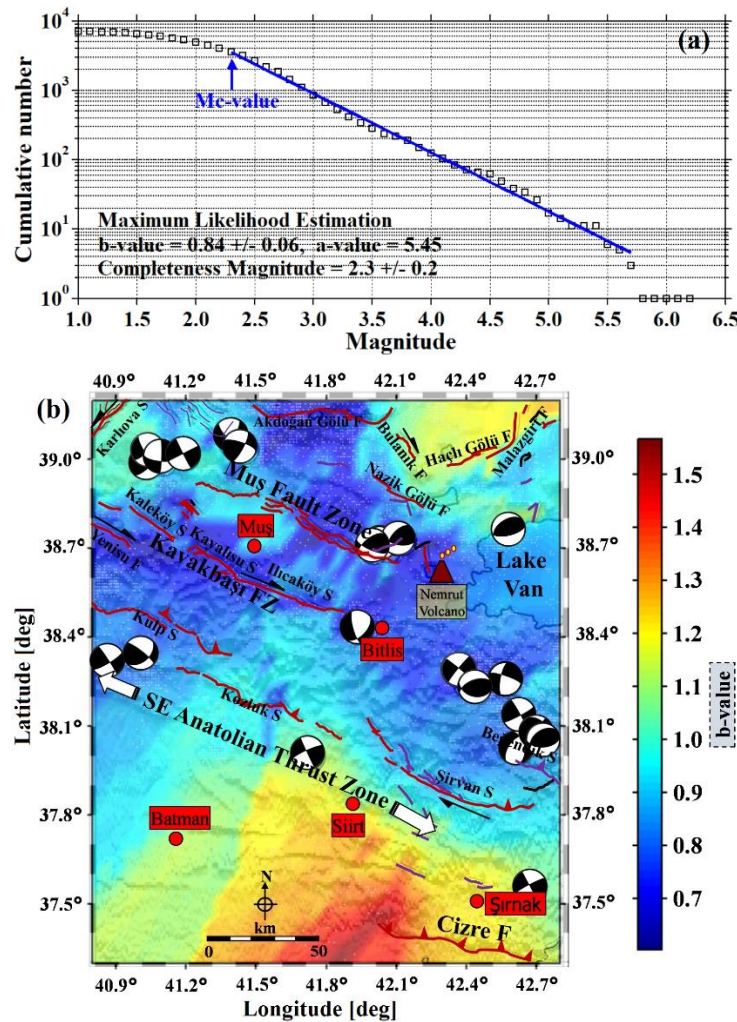 (a)
Cumulative number
10⁴
10³
10²
10¹
10⁰
Mc-value
Maximum Likelihood Estimation
b-value = 0.84 +/- 0.06, a-value = 5.45
Completeness Magnitude = 2.3 +/- 0.2
1.0 1.5 2.0 2.5 3.0 3.5 4.0 4.5 5.0 5.5 6.0 6.5
Magnitude
40.9° 41.2° 41.5° 41.8° 42.1° 42.4° 42.7°
(b)
Karlıova S
Akdoğan Gölü F
Bulanık F
Haçlı Gölü F
Malazgirt F
39.0°
39.0°
Muş Fault Zone
Nazik Gölü F
Kaleköy S
Kayalısu S
Muş
38.7°
38.7°
Yenisu F
Kavakbaşı FZ
Ilıcaköy S
Lake
Van
Nemrut
Volcano
Kulp S
Bitlis
38.4°
38.4°
Latitude [deg]
SE Anatolian Thrust Zone
Kozluk S
38.1°
38.1°
Şirvan S
Batman
Siirt
37.8°
37.8°
N
km
0 50
Şırnak
37.5°
37.5°
Cizre F
40.9° 41.2° 41.5° 41.8° 42.1° 42.4° 42.7°
Longitude [deg]
1.5
1.4
1.3
1.2
1.1
1.0
0.9
0.8
0.7
b-value